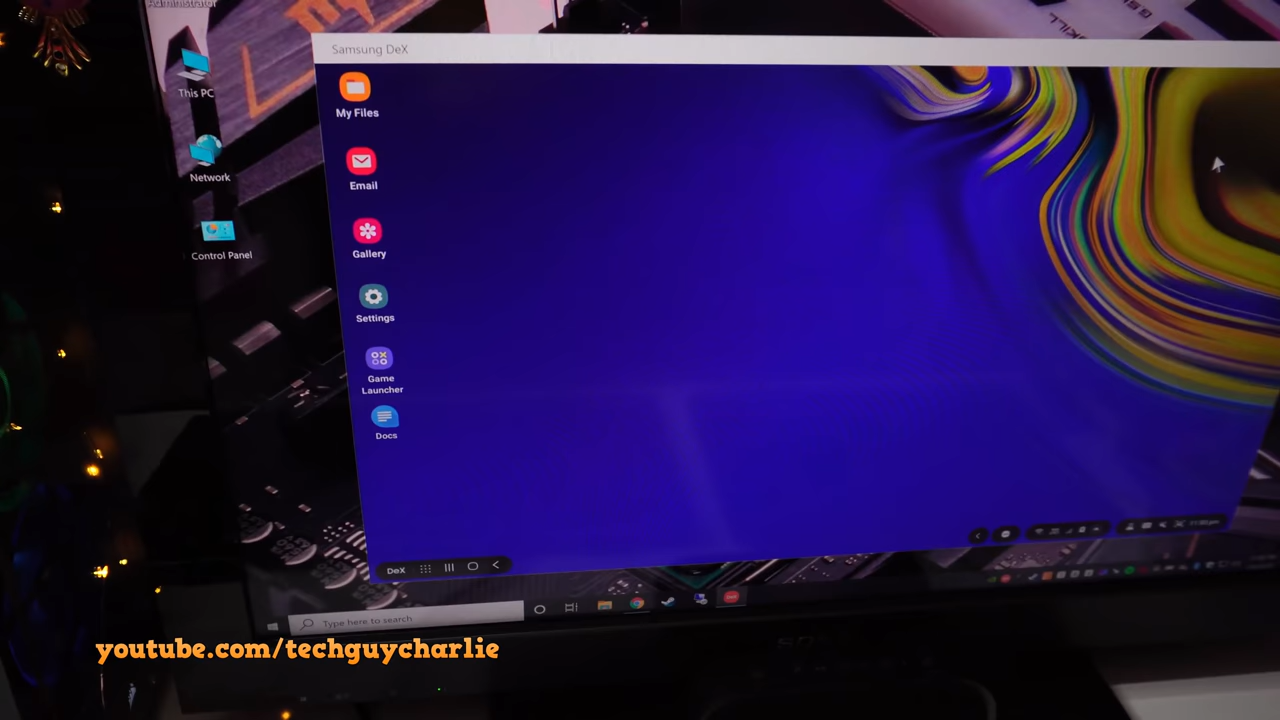 Administrator
Samsung DeX
This PC
My Files
Network
Email
Control Panel
Gallery
Settings
Game
Launcher
Docs
DeX
Type here to search
youtube.com/techguycharlie